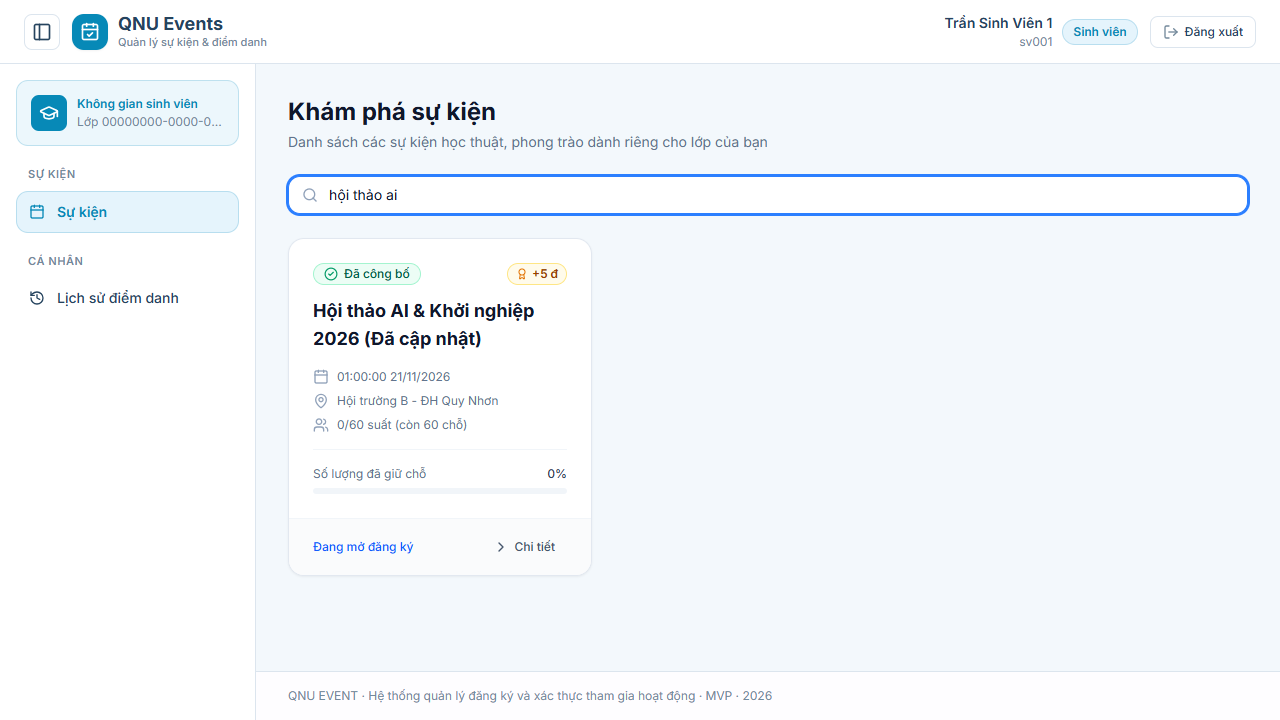 QNU Events
Quản lý sự kiện & điểm danh
Trần Sinh Viên 1
sv001
Sinh viên
Đăng xuất
Không gian sinh viên
Lớp 00000000-0000-0...
SỰ KIỆN
Sự kiện
CÁ NHÂN
Lịch sử điểm danh
Khám phá sự kiện
Danh sách các sự kiện học thuật, phong trào dành riêng cho lớp của bạn
hội thảo ai
Đã công bố
+5 đ
Hội thảo AI & Khởi nghiệp
2026 (Đã cập nhật)
01:00:00 21/11/2026
Hội trường B - ĐH Quy Nhơn
0/60 suất (còn 60 chỗ)
Số lượng đã giữ chỗ
0%
Đang mở đăng ký
Chi tiết
QNU EVENT · Hệ thống quản lý đăng ký và xác thực tham gia hoạt động · MVP · 2026